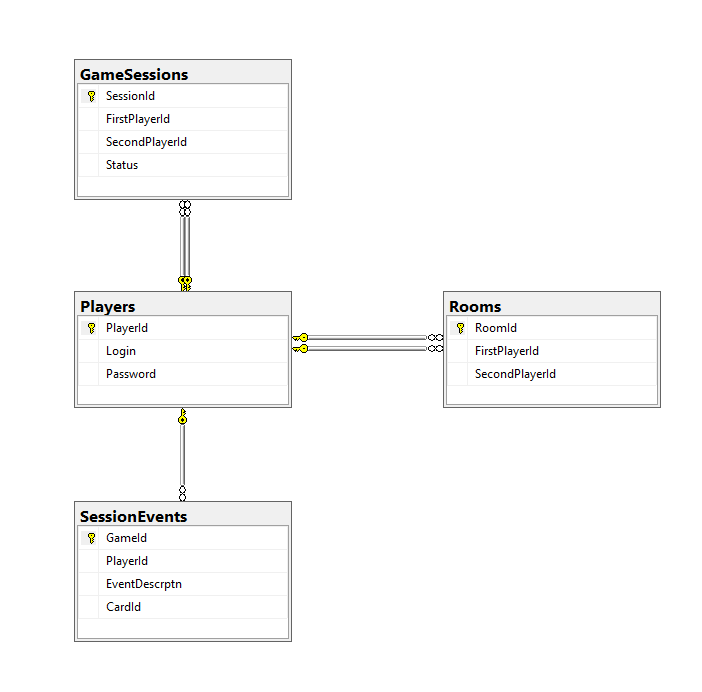 GameSessions
SessionId
FirstPlayerId
SecondPlayerId
Status
Players
PlayerId
Login
Password
Rooms
RoomId
FirstPlayerId
SecondPlayerId
SessionEvents
GameId
PlayerId
EventDescrptn
CardId